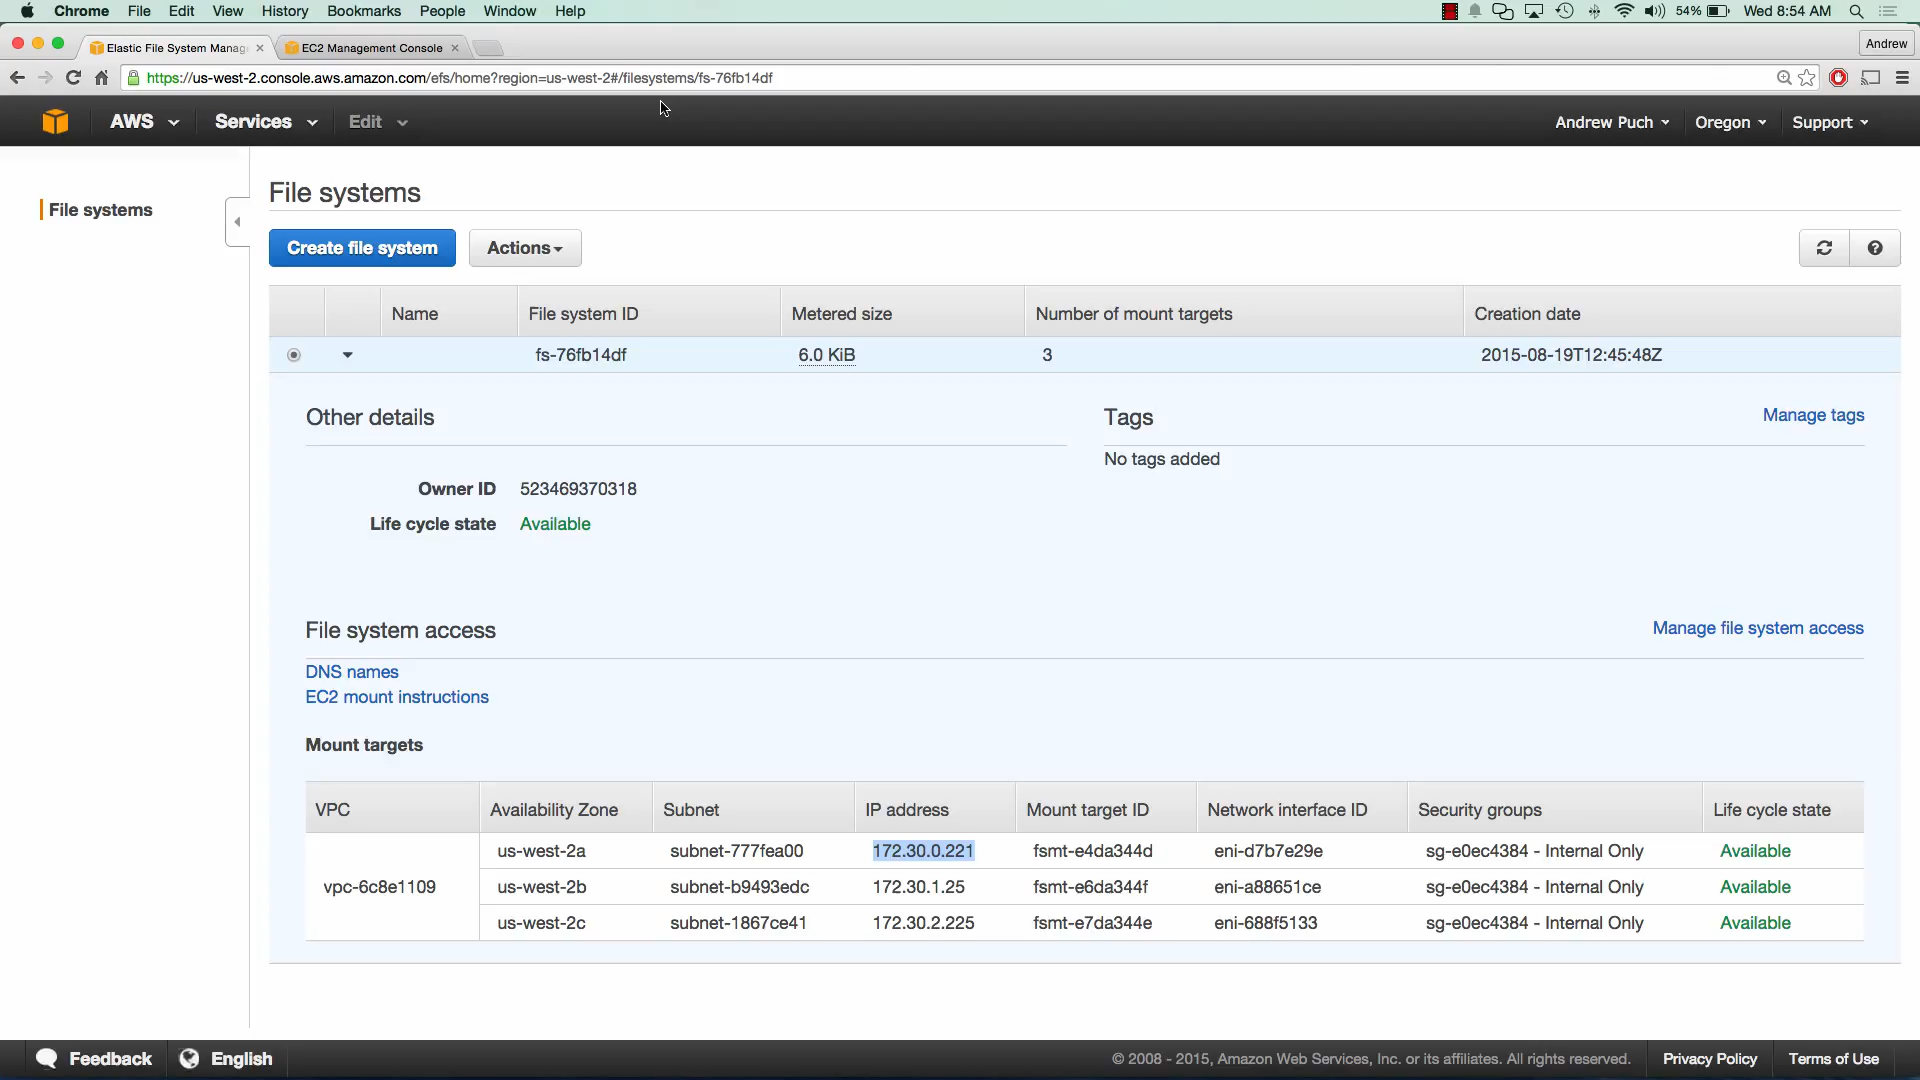 Chrome File Edit View History Bookmarks People Window Help 54% Wed 8:54 AM
Elastic File System Manag EC2 Management Console Andrew
https://us-west-2.console.aws.amazon.com/efs/home?region=us-west-2#/filesystems/fs-76fb14df
AWS Services Edit Andrew Puch Oregon Support
File systems
File systems
Create file system Actions
Name File system ID Metered size Number of mount targets Creation date
fs-76fb14df 6.0 KiB 3 2015-08-19T12:45:48Z
Other details
Tags Manage tags
No tags added
Owner ID 523469370318
Life cycle state Available
File system access Manage file system access
DNS names
EC2 mount instructions
Mount targets
VPC Availability Zone Subnet IP address Mount target ID Network interface ID Security groups Life cycle state
us-west-2a subnet-777fea00 172.30.0.221 fsmt-e4da344d eni-d7b7e29e sg-e0ec4384 - Internal Only Available
vpc-6c8e1109 us-west-2b subnet-b9493edc 172.30.1.25 fsmt-e6da344f eni-a88651ce sg-e0ec4384 - Internal Only Available
us-west-2c subnet-1867ce41 172.30.2.225 fsmt-e7da344e eni-688f5133 sg-e0ec4384 - Internal Only Available
Feedback English © 2008 - 2015, Amazon Web Services, Inc. or its affiliates. All rights reserved. Privacy Policy Terms of Use